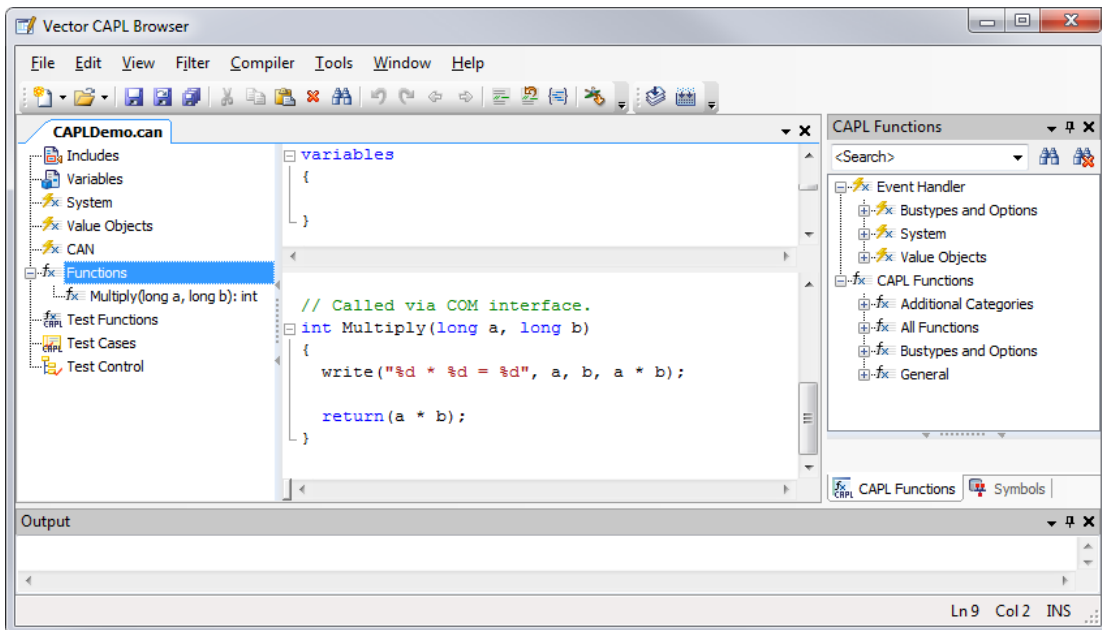 Vector CAPL Browser
File Edit View Filter Compiler Tools Window Help
CAPLDemo.can
Includes
Variables
System
Value Objects
CAN
Functions
Multiply(long a, long b): int
Test Functions
Test Cases
Test Control
variables
{
}
// Called via COM interface.
int Multiply(long a, long b)
{
write("%d * %d = %d", a, b, a * b);
return(a * b);
}
CAPL Functions
<Search>
Event Handler
Bustypes and Options
System
Value Objects
CAPL Functions
Additional Categories
All Functions
Bustypes and Options
General
CAPL Functions Symbols
Output
Ln 9 Col 2 INS